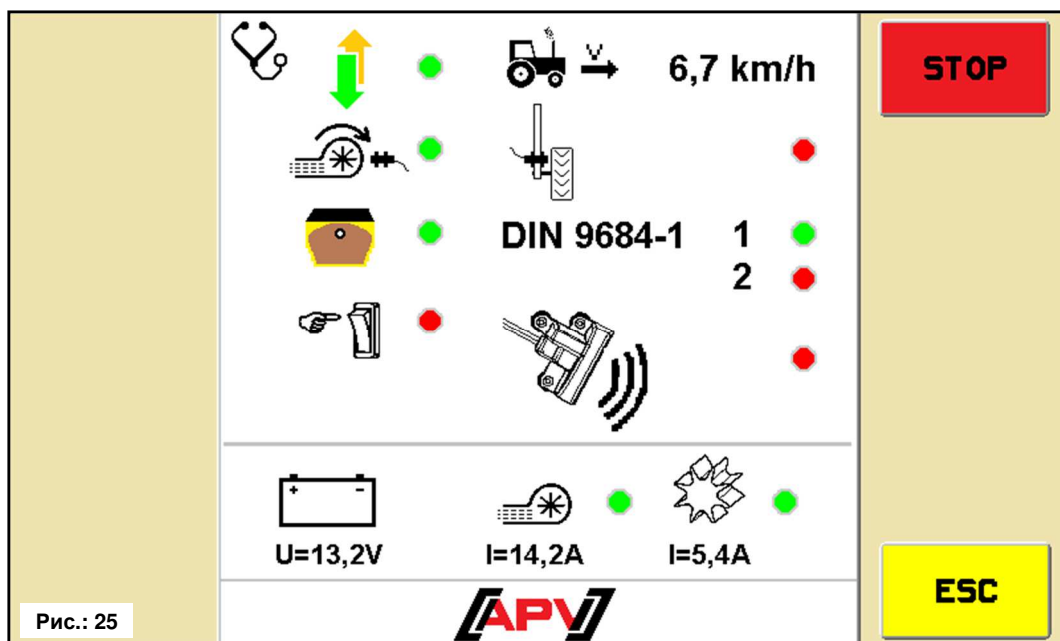 V
6,7 km/h
STOP
DIN 9684-1 1
2
+ -
U=13,2V
I=14,2A
I=5,4A
ESC
APV
Рис.: 25